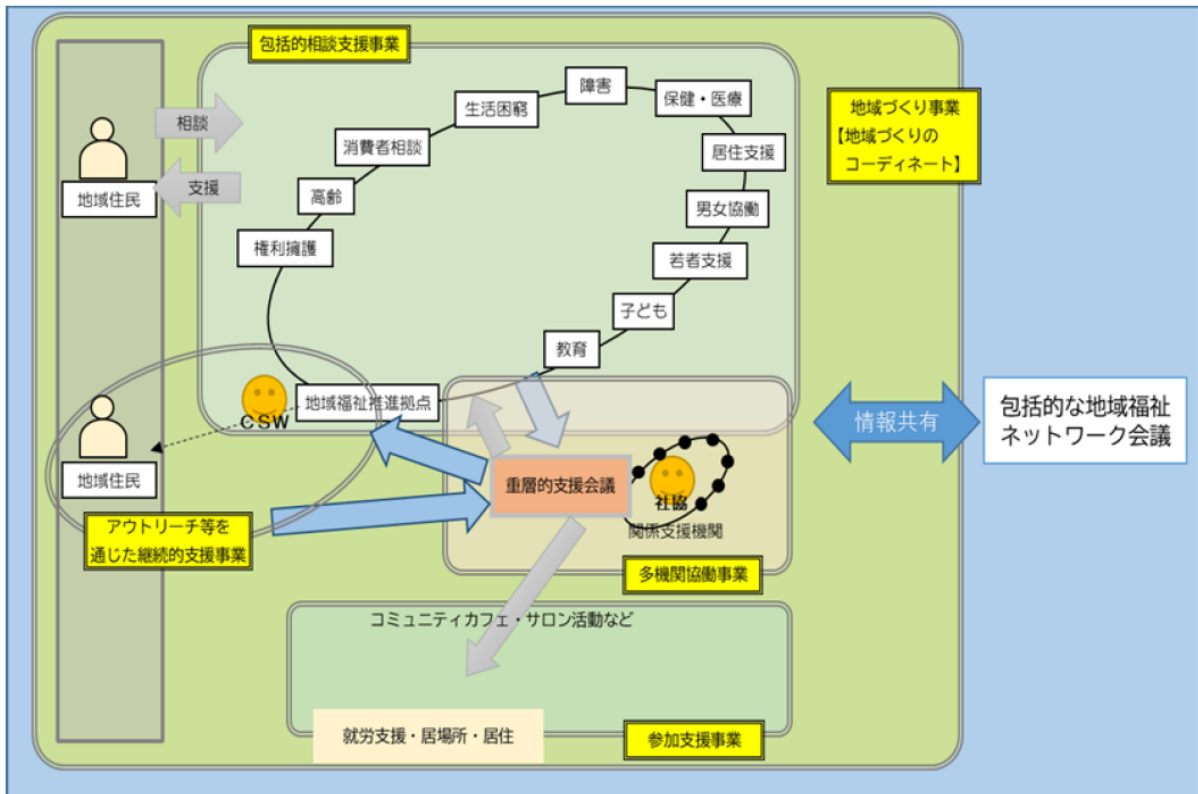 包括的相談支援事業
障害
保健・医療
生活困窮
地域づくり事業
【地域づくりの
コーディネート】
相談
消費者相談
居住支援
支援
高齢
地域住民
男女協働
権利擁護
若者支援
子ども
教育
CSW
地域福祉推進拠点
情報共有
包括的な地域福祉
ネットワーク会議
地域住民
重層的支援会議
社協
関係支援機関
アウトリーチ等を
通じた継続的支援事業
多機関協働事業
コミュニティカフェ・サロン活動など
就労支援・居場所・居住
参加支援事業